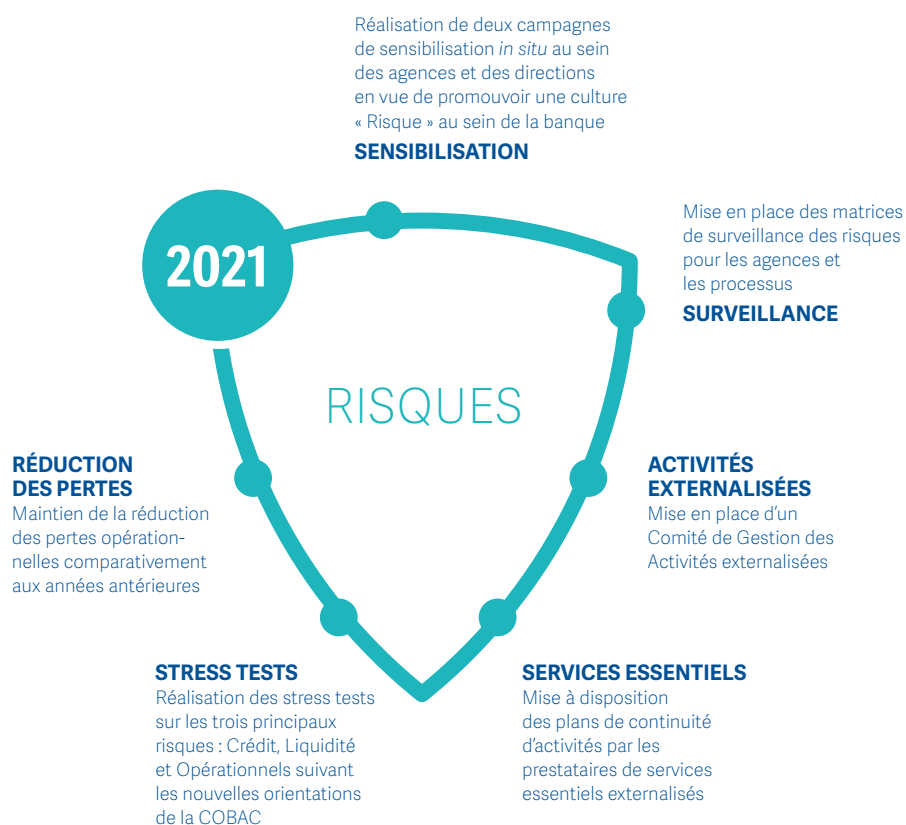 Réalisation de deux campagnes
de sensibilisation in situ au sein
des agences et des directions
en vue de promouvoir une culture
« Risque » au sein de la banque
SENSIBILISATION
2021
Mise en place des matrices
de surveillance des risques
pour les agences et
les processus
SURVEILLANCE
RISQUES
RÉDUCTION
DES PERTES
Maintien de la réduction
des pertes opération-
nelles comparativement
aux années antérieures
ACTIVITÉS
EXTERNALISÉES
Mise en place d'un
Comité de Gestion des
Activités externalisées
STRESS TESTS
Réalisation des stress tests
sur les trois principaux
risques : Crédit, Liquidité
et Opérationnels suivant
les nouvelles orientations
de la COBAC
SERVICES ESSENTIELS
Mise à disposition
des plans de continuité
d'activités par les
prestataires de services
essentiels externalisés